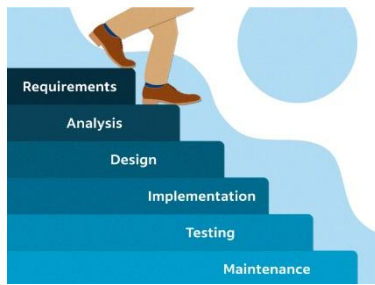 Requirements
Analysis
Design
Implementation
Testing
Maintenance